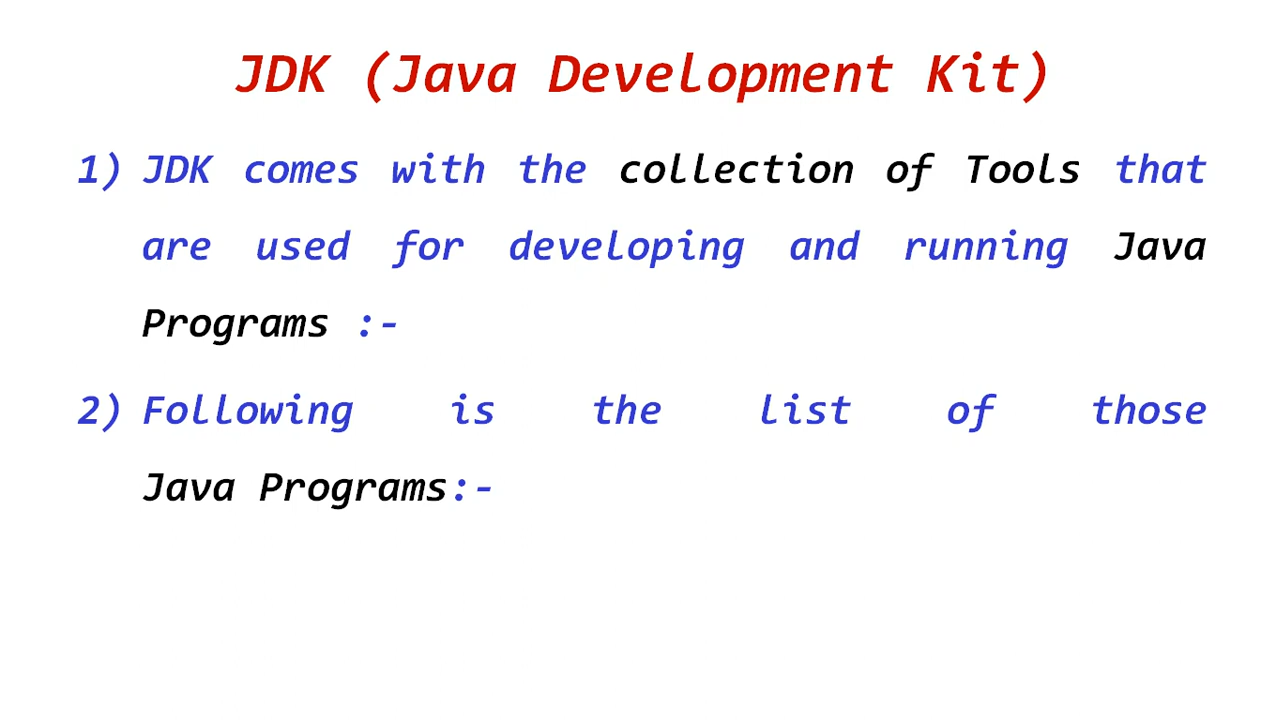 JDK (Java Development Kit)
1) JDK comes with the collection of Tools that
are used for developing and running Java
Programs :-
2) Following is the list of those
Java Programs:-